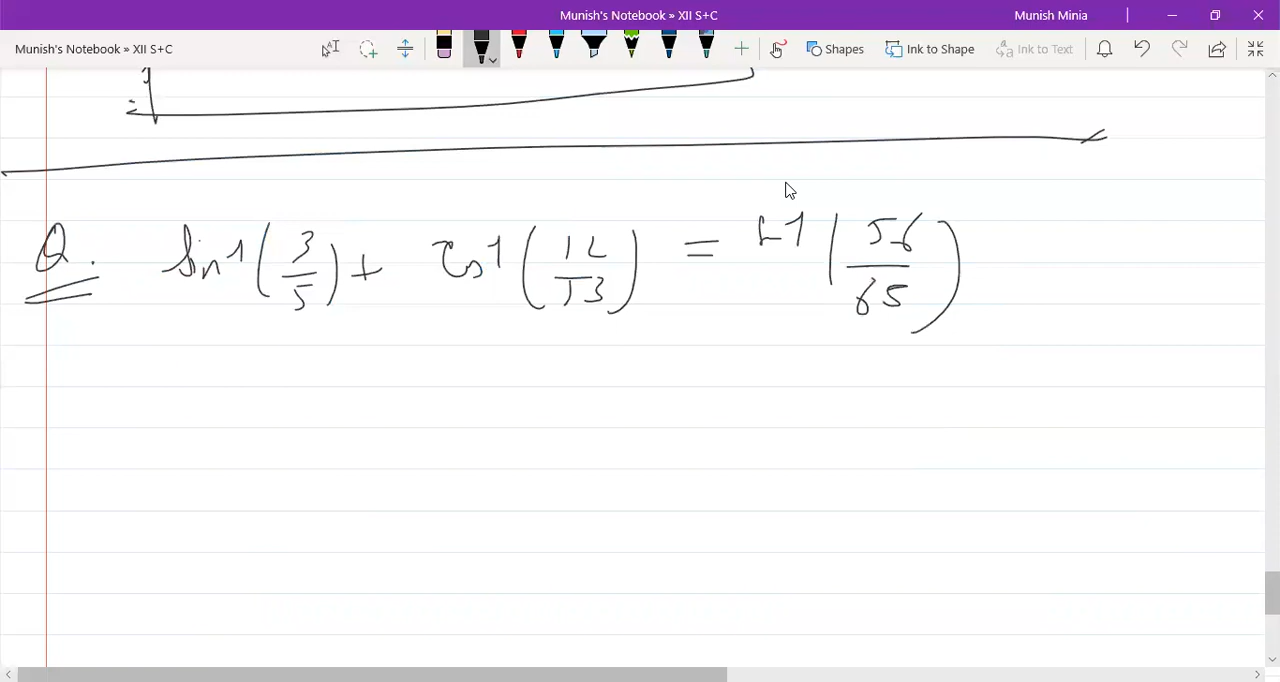 Munish's Notebook » XII S+C
Munish Minia
Munish's Notebook » XII S+C
Shapes
Ink to Shape
Ink to Text
Q. Sin⁻¹(3/5) + Cos⁻¹(12/13) = ⁻¹(56/65)